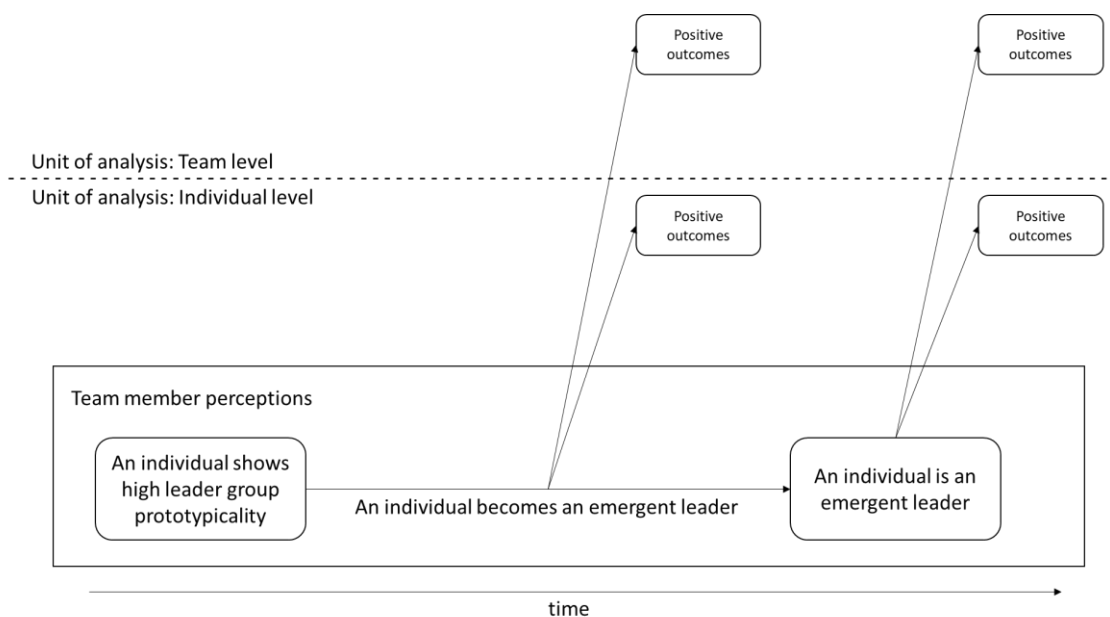 Positive
outcomes
Positive
outcomes
Unit of analysis: Team level
Unit of analysis: Individual level
Positive
outcomes
Positive
outcomes
Team member perceptions
An individual shows
high leader group
prototypicality
An individual becomes an emergent leader
An individual is an
emergent leader
time